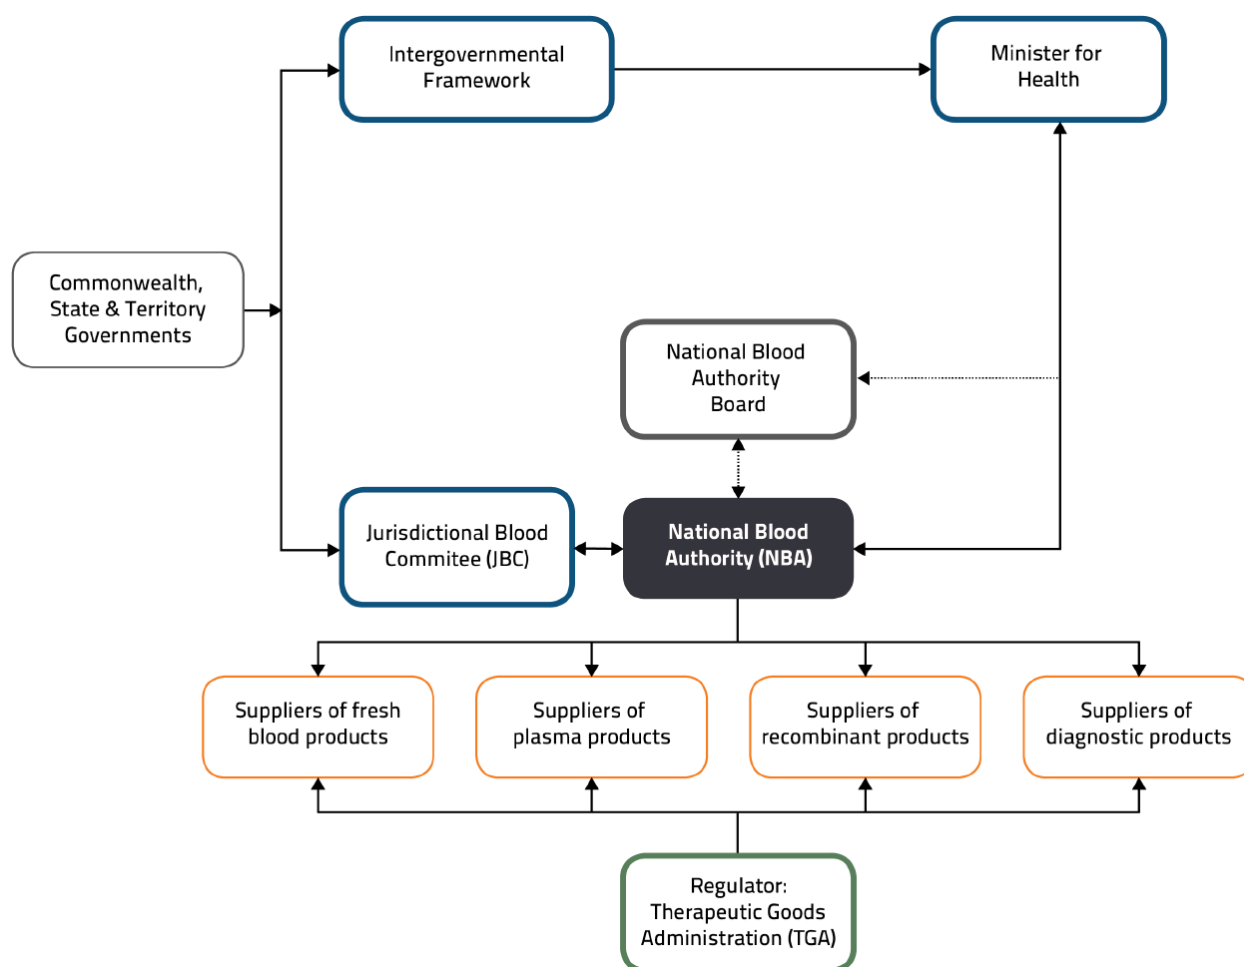 Intergovernmental
Framework
Minister for
Health
Commonwealth,
State & Territory
Governments
National Blood
Authority
Board
Jurisdictional Blood
Commitee (JBC)
National Blood
Authority (NBA)
Suppliers of fresh
blood products
Suppliers of
plasma products
Suppliers of
recombinant products
Suppliers of
diagnostic products
Regulator:
Therapeutic Goods
Administration (TGA)